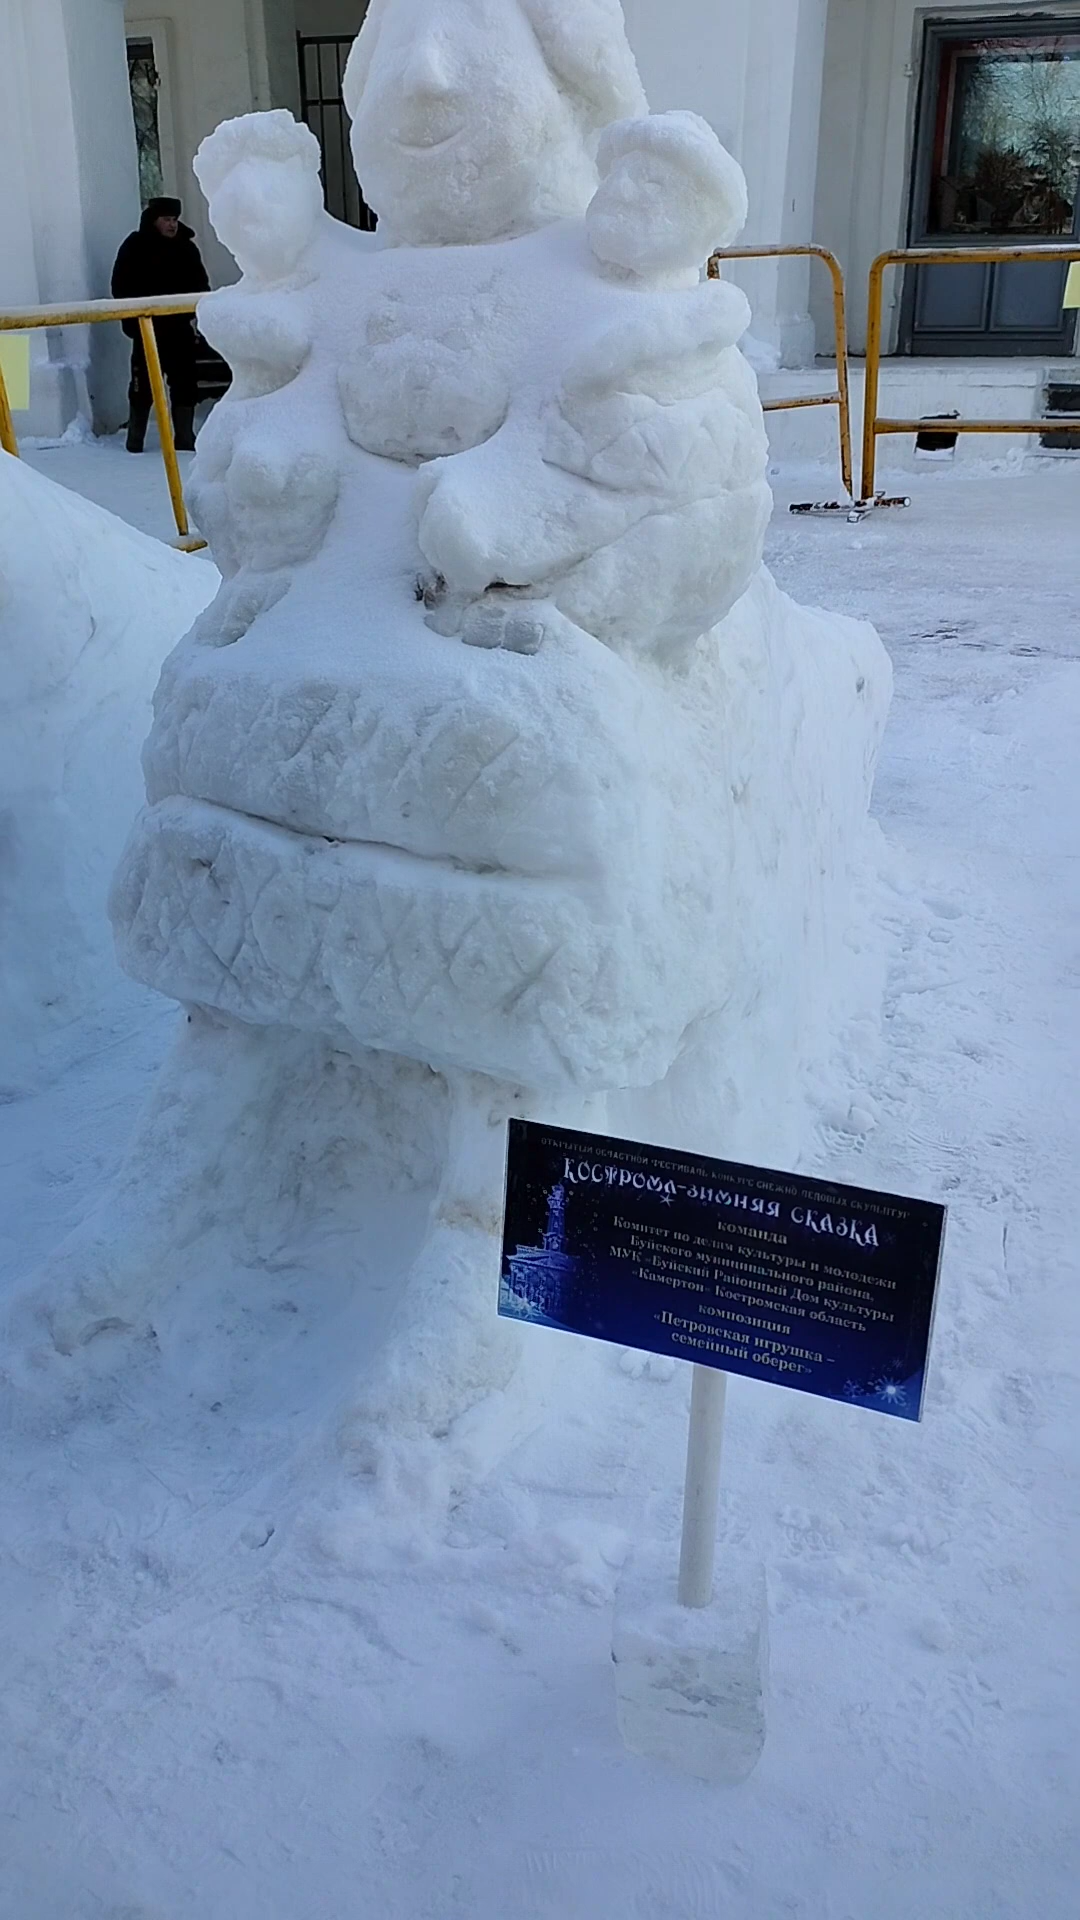 ОТКРЫТЫЙ ОБЛАСТНОЙ ФЕСТИВАЛЬ-КОНКУРС СНЕЖНО-ЛЕДОВЫХ СКУЛЬПТУР
КОСТРОМА-ЗИМНЯЯ СКАЗКА
команда
Комитет по делам культуры и молодежи
Буйского муниципального района,
МУК «Буйский Районный Дом культуры
«Камертон» Костромская область
композиция
«Петровская игрушка –
семейный оберег»